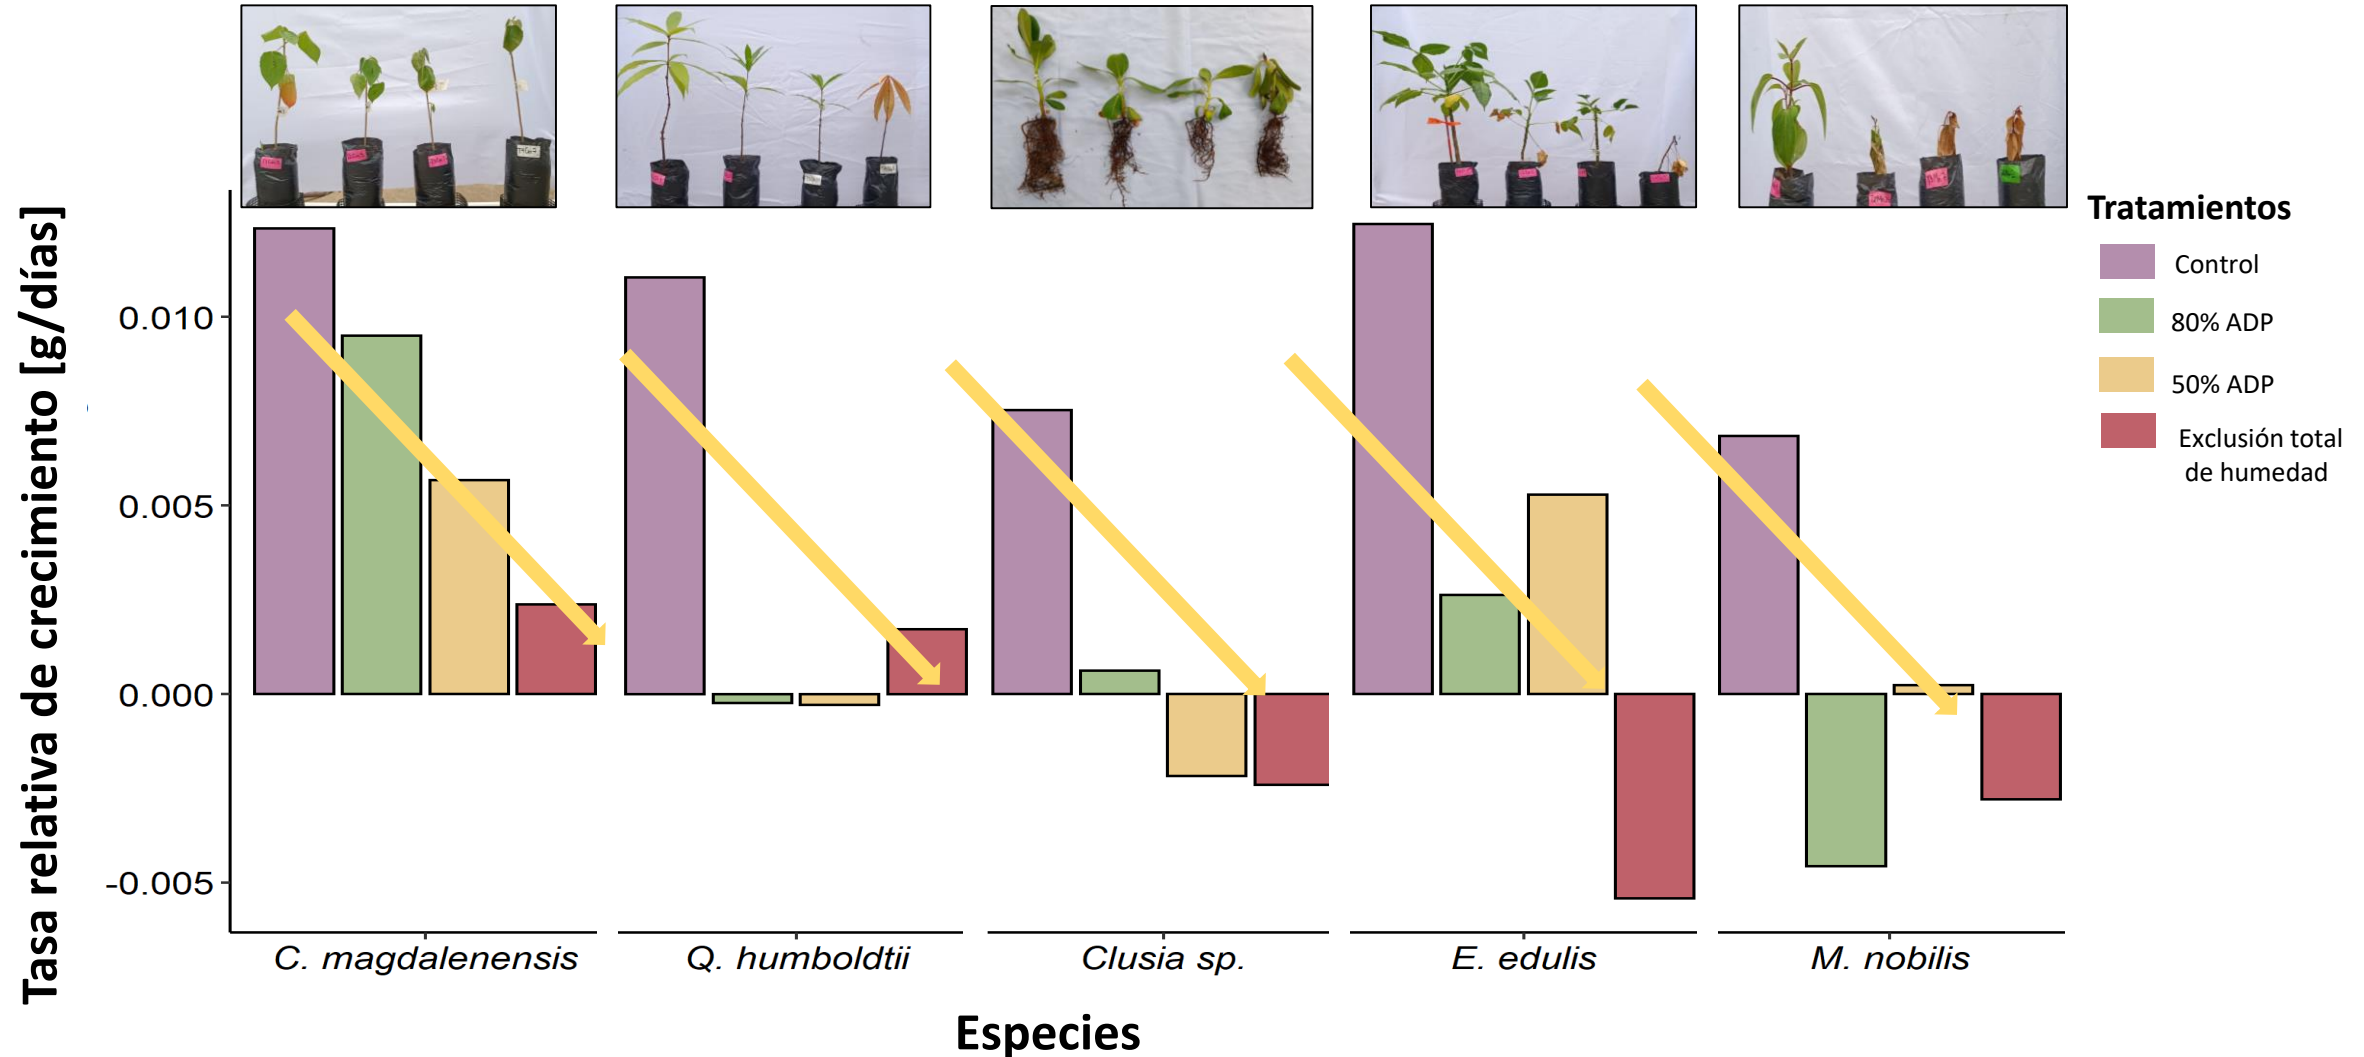 Tratamientos
Control
80% ADP
50% ADP
Exclusión total
de humedad
Tasa relativa de crecimiento [g/días]
0.010
0.005
0.000
-0.005
C. magdalenensis
Q. humboldtii
Clusia sp.
E. edulis
M. nobilis
Especies